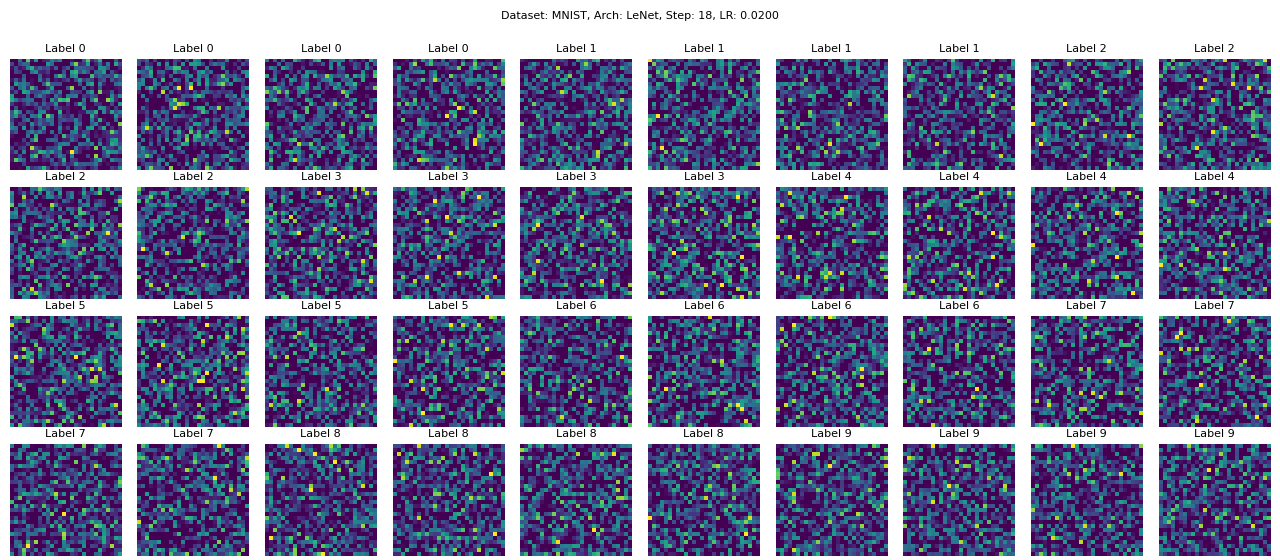 Dataset: MNIST, Arch: LeNet, Step: 18, LR: 0.0200
Label 0 Label 0 Label 0 Label 0 Label 1 Label 1 Label 1 Label 1 Label 2 Label 2
Label 2 Label 2 Label 3 Label 3 Label 3 Label 3 Label 4 Label 4 Label 4 Label 4
Label 5 Label 5 Label 5 Label 5 Label 6 Label 6 Label 6 Label 6 Label 7 Label 7
Label 7 Label 7 Label 8 Label 8 Label 8 Label 8 Label 9 Label 9 Label 9 Label 9